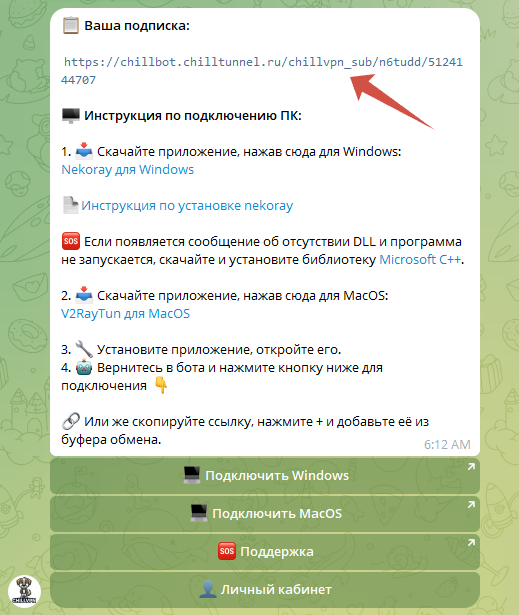 Ваша подписка:
https://chillbot.chilltunnel.ru/chillvpn_sub/n6tudd/5124144707
Инструкция по подключению ПК:
1. Скачайте приложение, нажав сюда для Windows:
Nekoray для Windows
Инструкция по установке nekoray
SOS Если появляется сообщение об отсутствии DLL и программа
не запускается, скачайте и установите библиотеку Microsoft C++.
2. Скачайте приложение, нажав сюда для MacOS:
V2RayTun для MacOS
3. Установите приложение, откройте его.
4. Вернитесь в бота и нажмите кнопку ниже для
подключения
Или же скопируйте ссылку, нажмите + и добавьте её из
буфера обмена.
6:12 AM
Подключить Windows
Подключить MacOS
SOS Поддержка
Личный кабинет
CHILLVPN